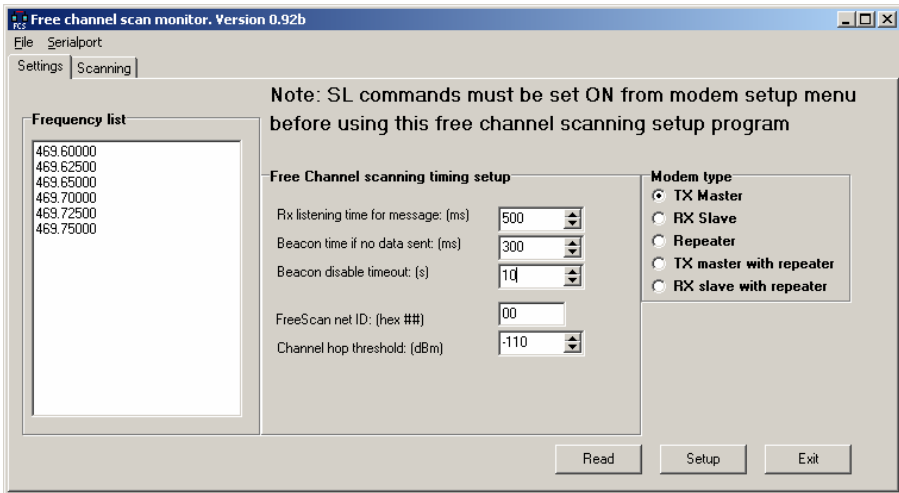 FCS Free channel scan monitor. Version 0.92b
File Serialport
Settings Scanning
Note: SL commands must be set ON from modem setup menu
before using this free channel scanning setup program
Frequency list
469.60000
469.62500
469.65000
469.70000
469.72500
469.75000
Free Channel scanning timing setup
Rx listening time for message: (ms) 500
Beacon time if no data sent: (ms) 300
Beacon disable timeout: (s) 10
FreeScan net ID: (hex ##) 00
Channel hop threshold: (dBm) -110
Modem type
TX Master
RX Slave
Repeater
TX master with repeater
RX slave with repeater
Read Setup Exit